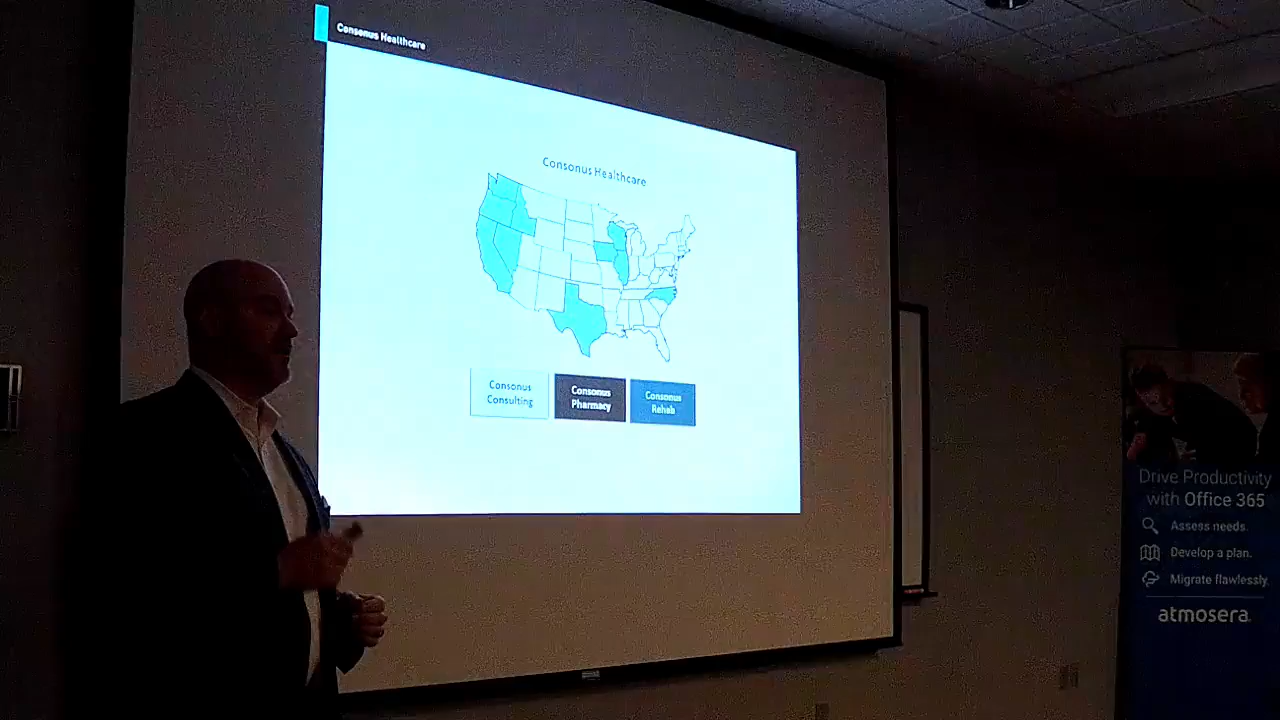 Consonus Healthcare
Consonus Healthcare
Consonus
Consulting
Consonus
Pharmacy
Consonus
Rehab
Drive Productivity
with Office 365
Assess needs.
Develop a plan.
Migrate flawlessly.
atmosera